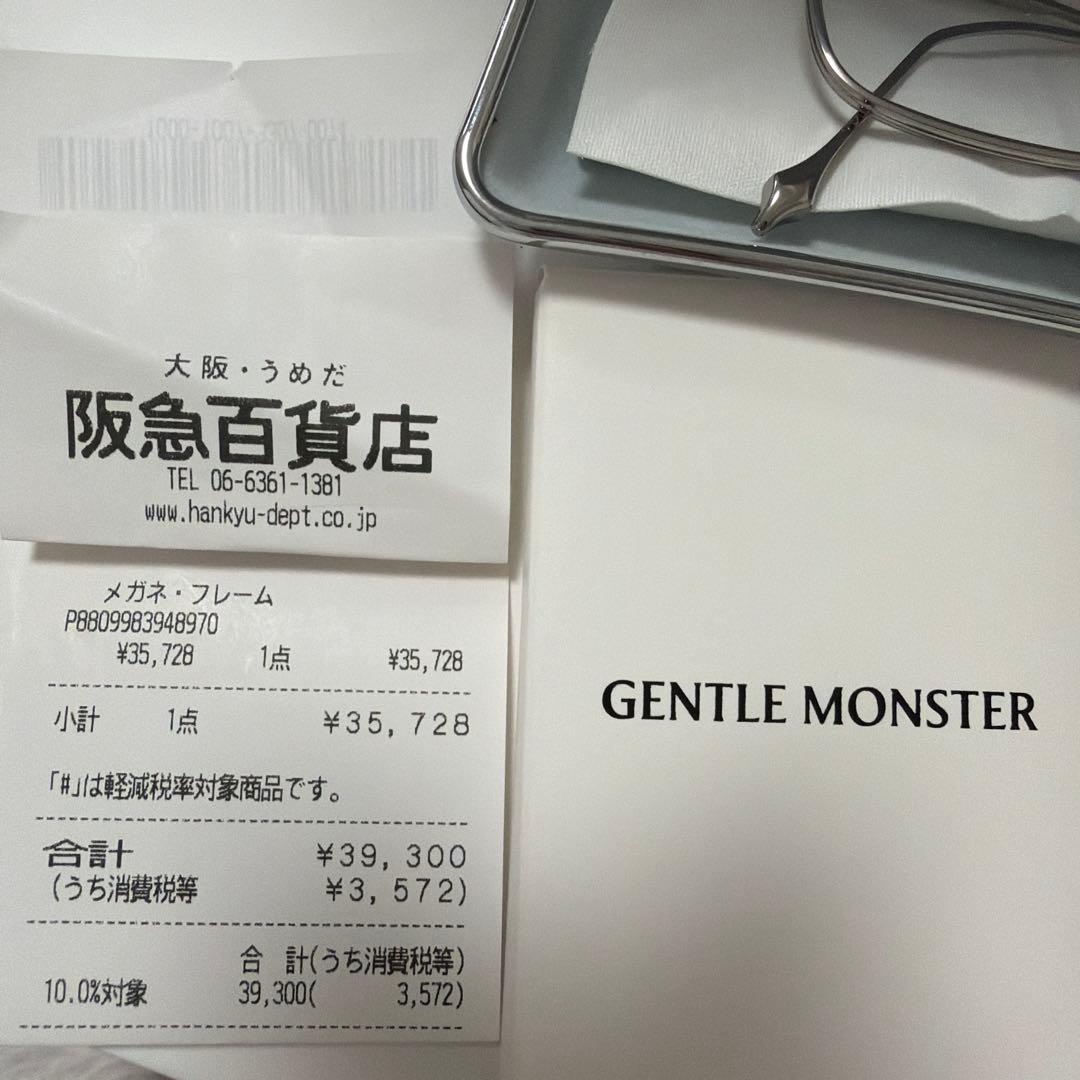 大阪・うめだ
阪急百貨店
TEL 06-6361-1381
www.hankyu-dept.co.jp
メガネ・フレーム
P8809983948970
¥35,728 1点 ¥35,728
小計 1点 ¥35,728
「#」は軽減税率対象商品です。
合計 ¥39,300
(うち消費税等 ¥3,572)
合 計(うち消費税等)
10.0%対象 39,300( 3,572)
GENTLE MONSTER